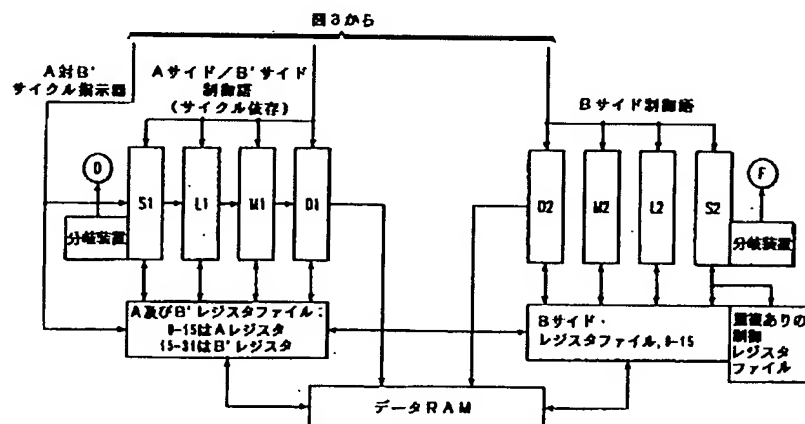 図3から
A対B'
サイクル指示器
Aサイド/B'サイド
制御語
(サイクル依存)
Bサイド制御語
D
F
S1
L1
M1
D1
D2
M2
L2
S2
分岐装置
分岐装置
A及びB'レジスタファイル:
0-15はAレジスタ
15-31はB'レジスタ
Bサイド・
レジスタファイル,0-15
重複ありの
制御
レジスタ
ファイル
データRAM